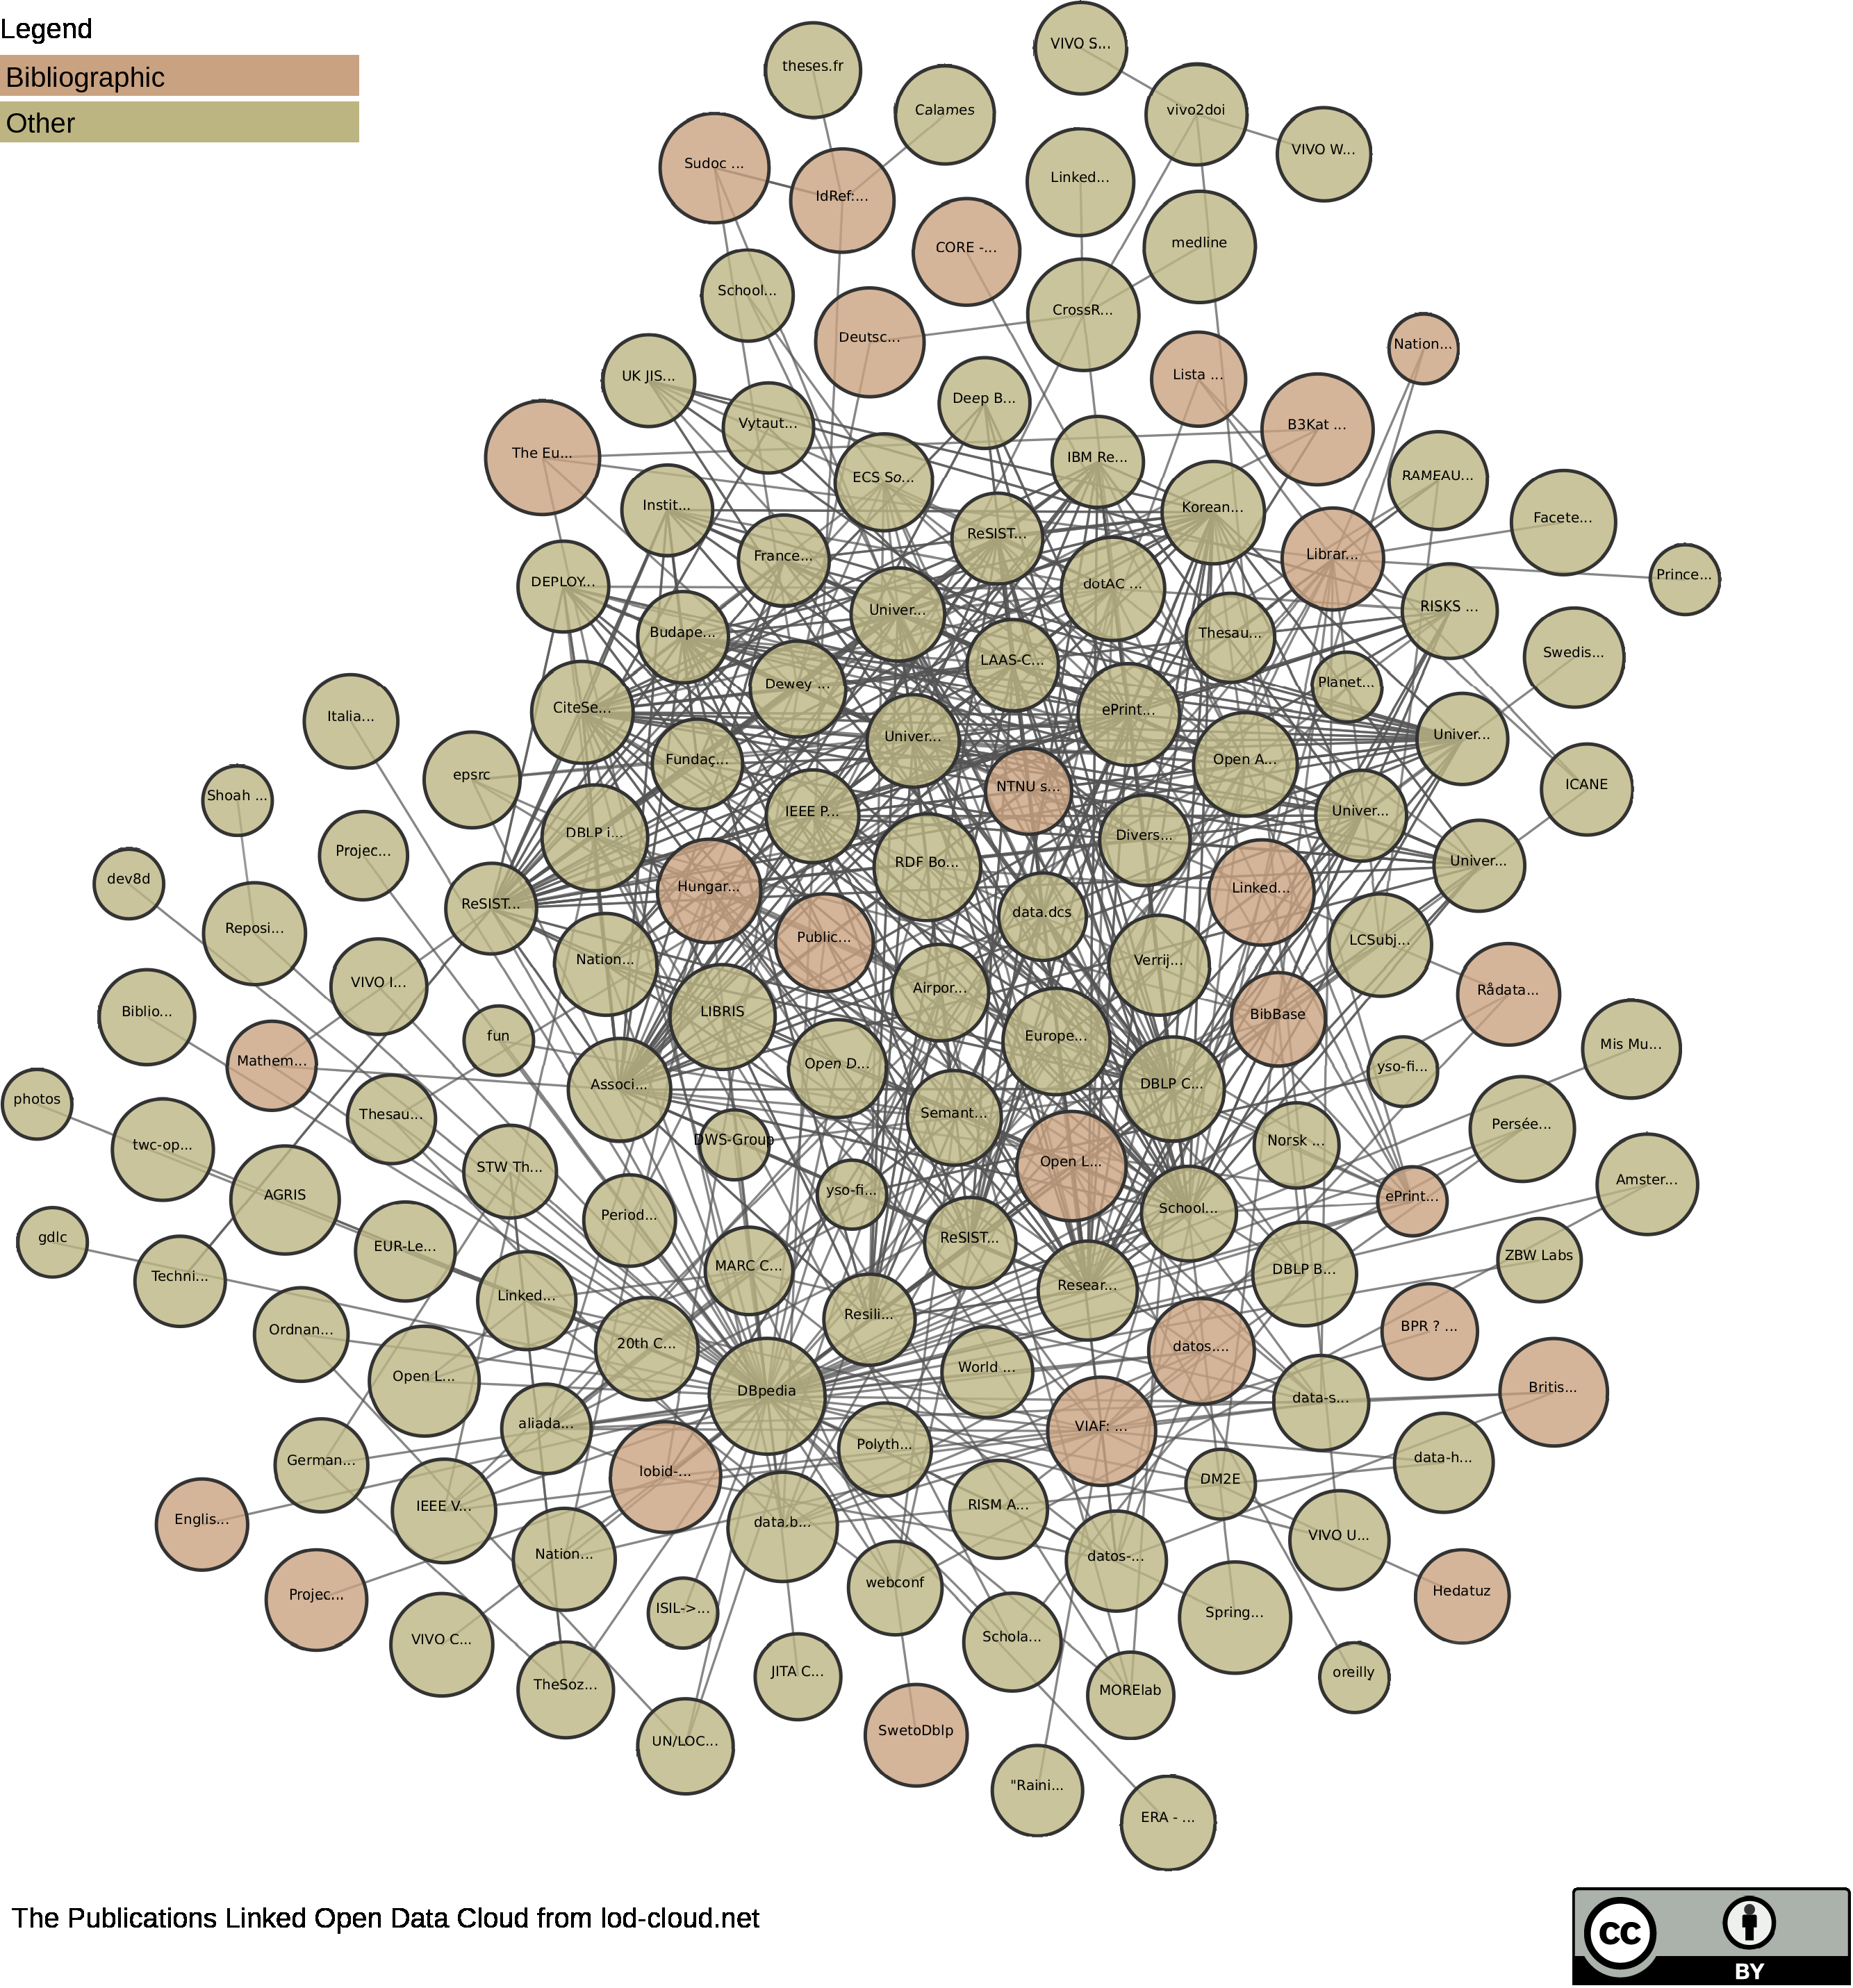 Legend
Bibliographic
Other
VIVO S...
theses.fr
Calames
vivo2doi
VIVO W...
Sudoc ...
IdRef:...
Linked...
CORE -...
medline
School...
CrossR...
Deutsc...
Nation...
UK JIS...
Lista ...
Deep B...
Vytaut...
B3Kat ...
The Eu...
IBM Re...
ECS So...
RAMEAU...
Instit...
Korean...
Facete...
ReSIST...
France...
Librar...
Prince...
DEPLOY...
dotAC ...
Univer...
RISKS ...
Budape...
Thesau...
Swedis...
LAAS-C...
Dewey ...
Planet...
CiteSe...
ePrint...
Italia...
Univer...
Univer...
Fundaç...
Open A...
epsrc
NTNU s...
ICANE
Shoah ...
IEEE P...
Univer...
DBLP i...
Divers...
Projec...
RDF Bo...
Univer...
dev8d
Hungar...
Linked...
ReSIST...
data.dcs
Reposi...
Public...
LCSubj...
Nation...
Verrij...
VIVO I...
Airpor...
Rådata...
Biblio...
LIBRIS
BibBase
fun
Europe...
Mis Mu...
Mathem...
Open D...
yso-fi...
Associ...
DBLP C...
photos
Thesau...
Semant...
Persée...
twc-op...
DWS-Group
Norsk ...
Open L...
STW Th...
Amster...
AGRIS
yso-fi...
ePrint...
Period...
School...
gdlc
ReSIST...
EUR-Le...
ZBW Labs
MARC C...
DBLP B...
Techni...
Resear...
Linked...
Resili...
Ordnan...
BPR ? ...
20th C...
datos....
World ...
Open L...
DBpedia
Britis...
data-s...
aliada...
VIAF: ...
Polyth...
German...
data-h...
lobid-...
DM2E
IEEE V...
RISM A...
Englis...
data.b...
VIVO U...
Nation...
datos-...
webconf
Hedatuz
Projec...
ISIL->...
Spring...
VIVO C...
Schola...
JITA C...
oreilly
TheSoz...
MORElab
SwetoDblp
UN/LOC...
"Raini...
ERA - ...
The Publications Linked Open Data Cloud from lod-cloud.net
cc
BY